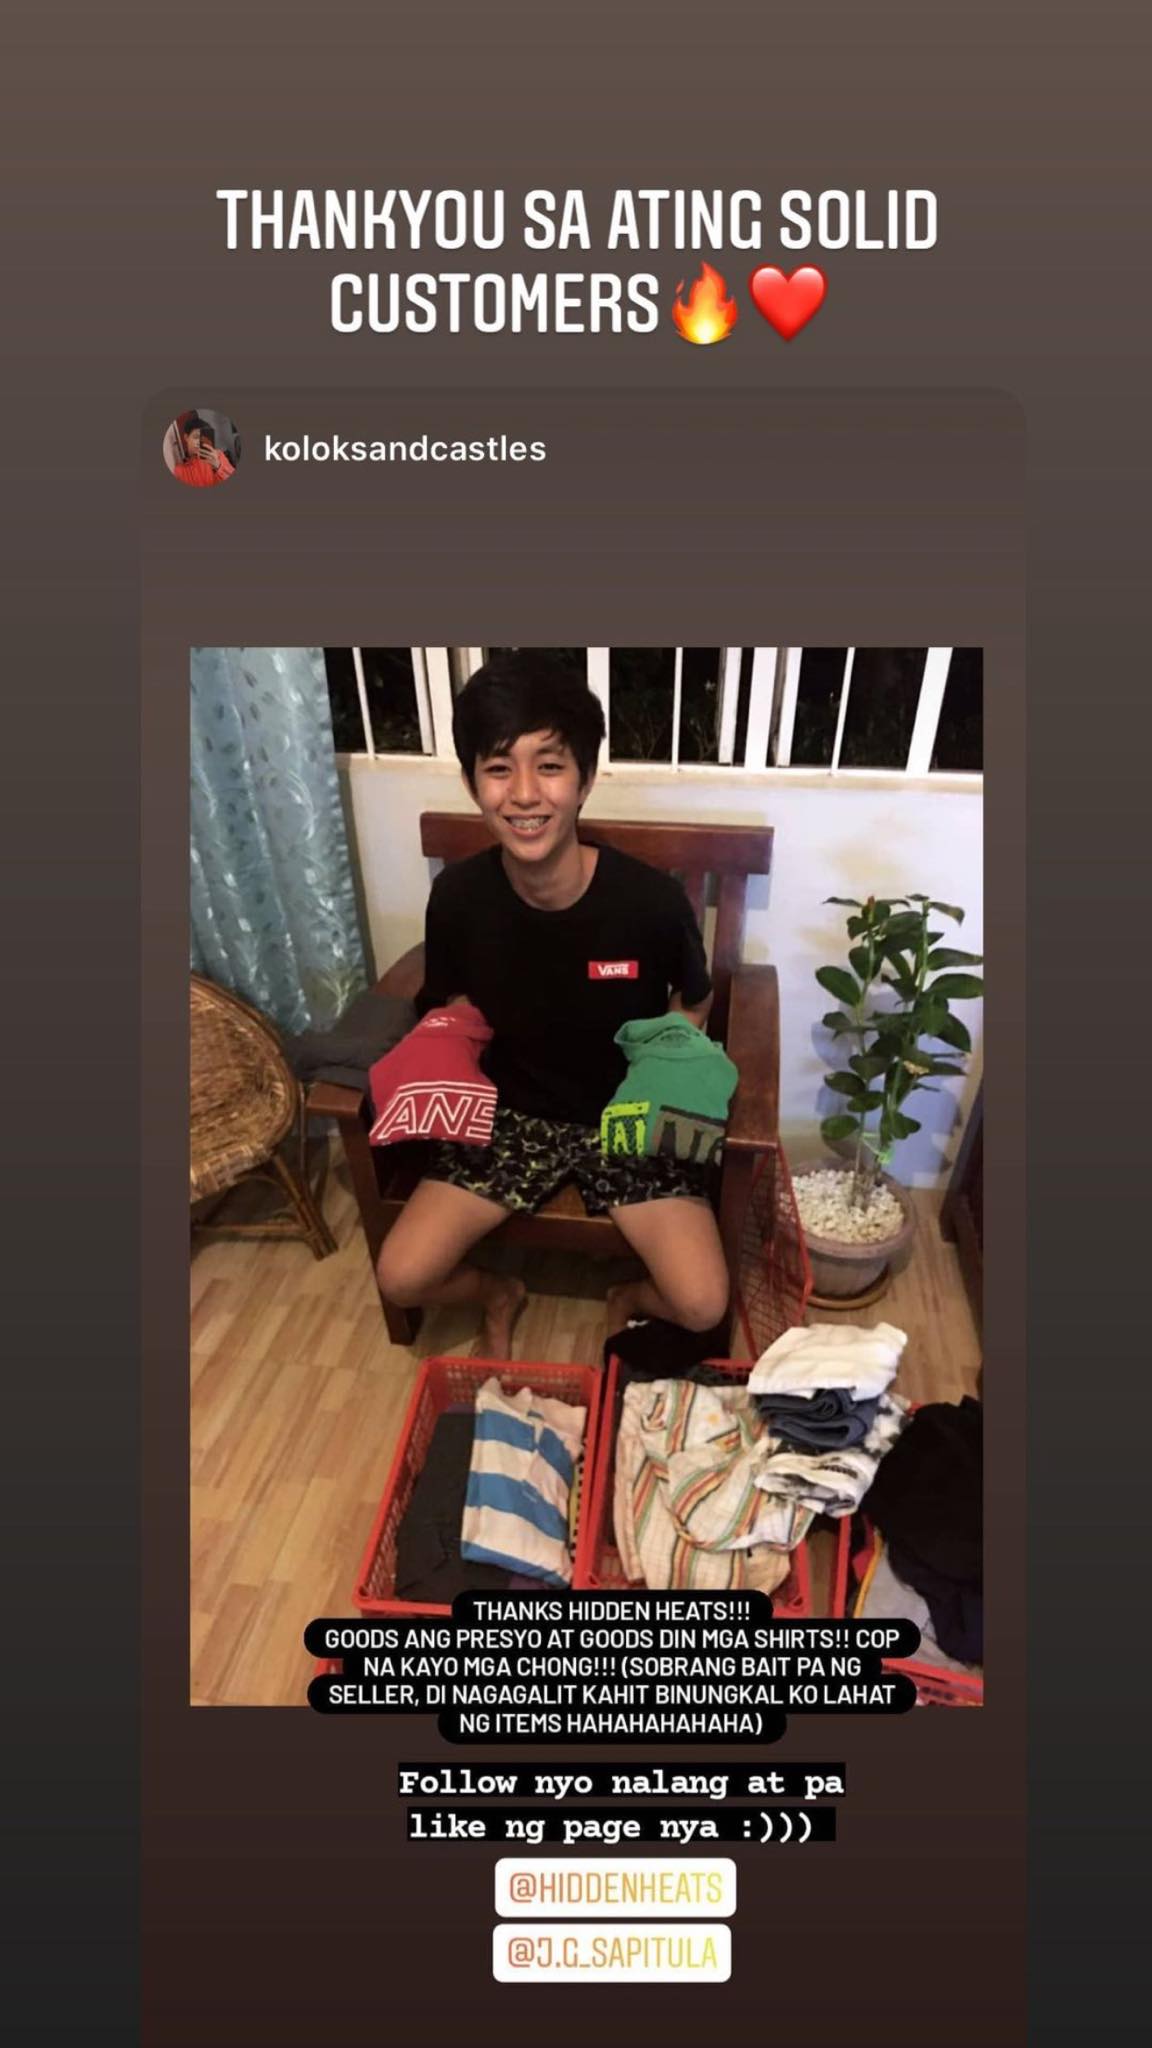 THANKYOU SA ATING SOLID
CUSTOMERS🔥❤️
koloksandcastles
VANS
VANS
THANKS HIDDEN HEATS!!!
GOODS ANG PRESYO AT GOODS DIN MGA SHIRTS!! COP
NA KAYO MGA CHONG!!! (SOBRANG BAIT PA NG
SELLER, DI NAGAGALIT KAHIT BINUNGKAL KO LAHAT
NG ITEMS HAHAHAHAHAHA)
Follow nyo nalang at pa
like ng page nya :)))
@HIDDENHEATS
@J.G_SAPITULA